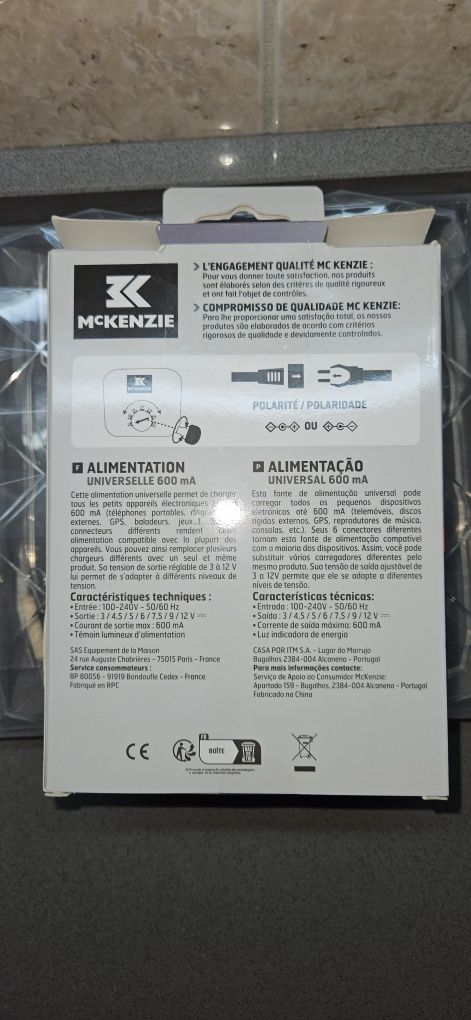 > L'ENGAGEMENT QUALITÉ MC KENZIE :
Pour vous donner toute satisfaction, nos produits
sont élaborés selon des critères de qualité rigoureux
et ont fait l'objet de contrôles.
> COMPROMISSO DE QUALIDADE MC KENZIE:
Para lhe proporcionar uma satisfação total, os nossos
produtos são elaborados de acordo com critérios
rigorosos de qualidade e devidamente controlados.
McKENZIE
POLARITÉ / POLARIDADE
OU
F ALIMENTATION
UNIVERSELLE 600 mA
Cette alimentation universelle permet de charger
tous les petits appareils électroniques
600 mA (téléphones portables,
externes, GPS, baladeurs, jeux...).
connecteurs différents rendent cette
alimentation compatible avec la plupart des
appareils. Vous pouvez ainsi remplacer plusieurs
chargeurs différents avec un seul et même
produit. Sa tension de sortie réglable de 3 à 12 V
lui permet de s'adapter à différents niveaux de
tension.
Caractéristiques techniques :
• Entrée : 100-240V - 50/60 Hz
• Sortie : 3 / 4,5 / 5 / 6 / 7,5 / 9 / 12 V
• Courant de sortie max : 600 mA
• Témoin lumineux d'alimentation
SAS Equipement de la Maison
24 rue Auguste Chabrières - 75015 Paris - France
Service consommateurs :
BP 80056 - 91919 Bondoufle Cedex - France
Fabriqué en RPC
P ALIMENTAÇÃO
UNIVERSAL 600 mA
Esta fonte de alimentação universal pode
carregar todos os pequenos dispositivos
eletrónicos até 600 mA (telemóveis, discos
rígidos externos, GPS, reprodutores de música,
consolas, etc.). Seus 6 conectores diferentes
tornam esta fonte de alimentação compatível
com a maioria dos dispositivos. Assim, você pode
substituir vários carregadores diferentes pelo
mesmo produto. Sua tensão de saída ajustável de
3 a 12V permite que ele se adapte a diferentes
níveis de tensão.
Características técnicas:
• Entrada : 100-240V - 50/60 Hz
• Saída : 3 / 4,5 / 5 / 6 / 7,5 / 9 / 12 V
• Corrente de saída máxima: 600 mA
• Luz indicadora de energia
CASA POR ITM S.A. - Lugar do Marrujo
Bugalhos 2384-004 Alcanena - Portugal
Para mais informações contacte:
Serviço de Apoio ao Consumidor McKenzie:
Apartado 159 - Bugalhos, 2384-004 Alcanena - Portugal
Fabricado na China
CE
FR
BOÎTE